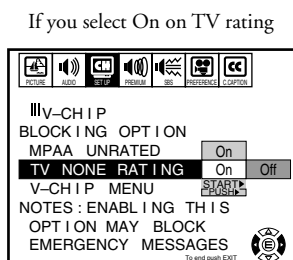 If you select On on TV rating
PICTURE AUDIO SET UP PREMIUM SBS PREFERENCE C.CAPTION
V–CHIP
BLOCKING OPTION
MPAA UNRATED On
TV NONE RATING On Off
V–CHIP MENU START PUSH
NOTES : ENABLING THIS
OPTION MAY BLOCK
EMERGENCY MESSAGES
To end push EXIT